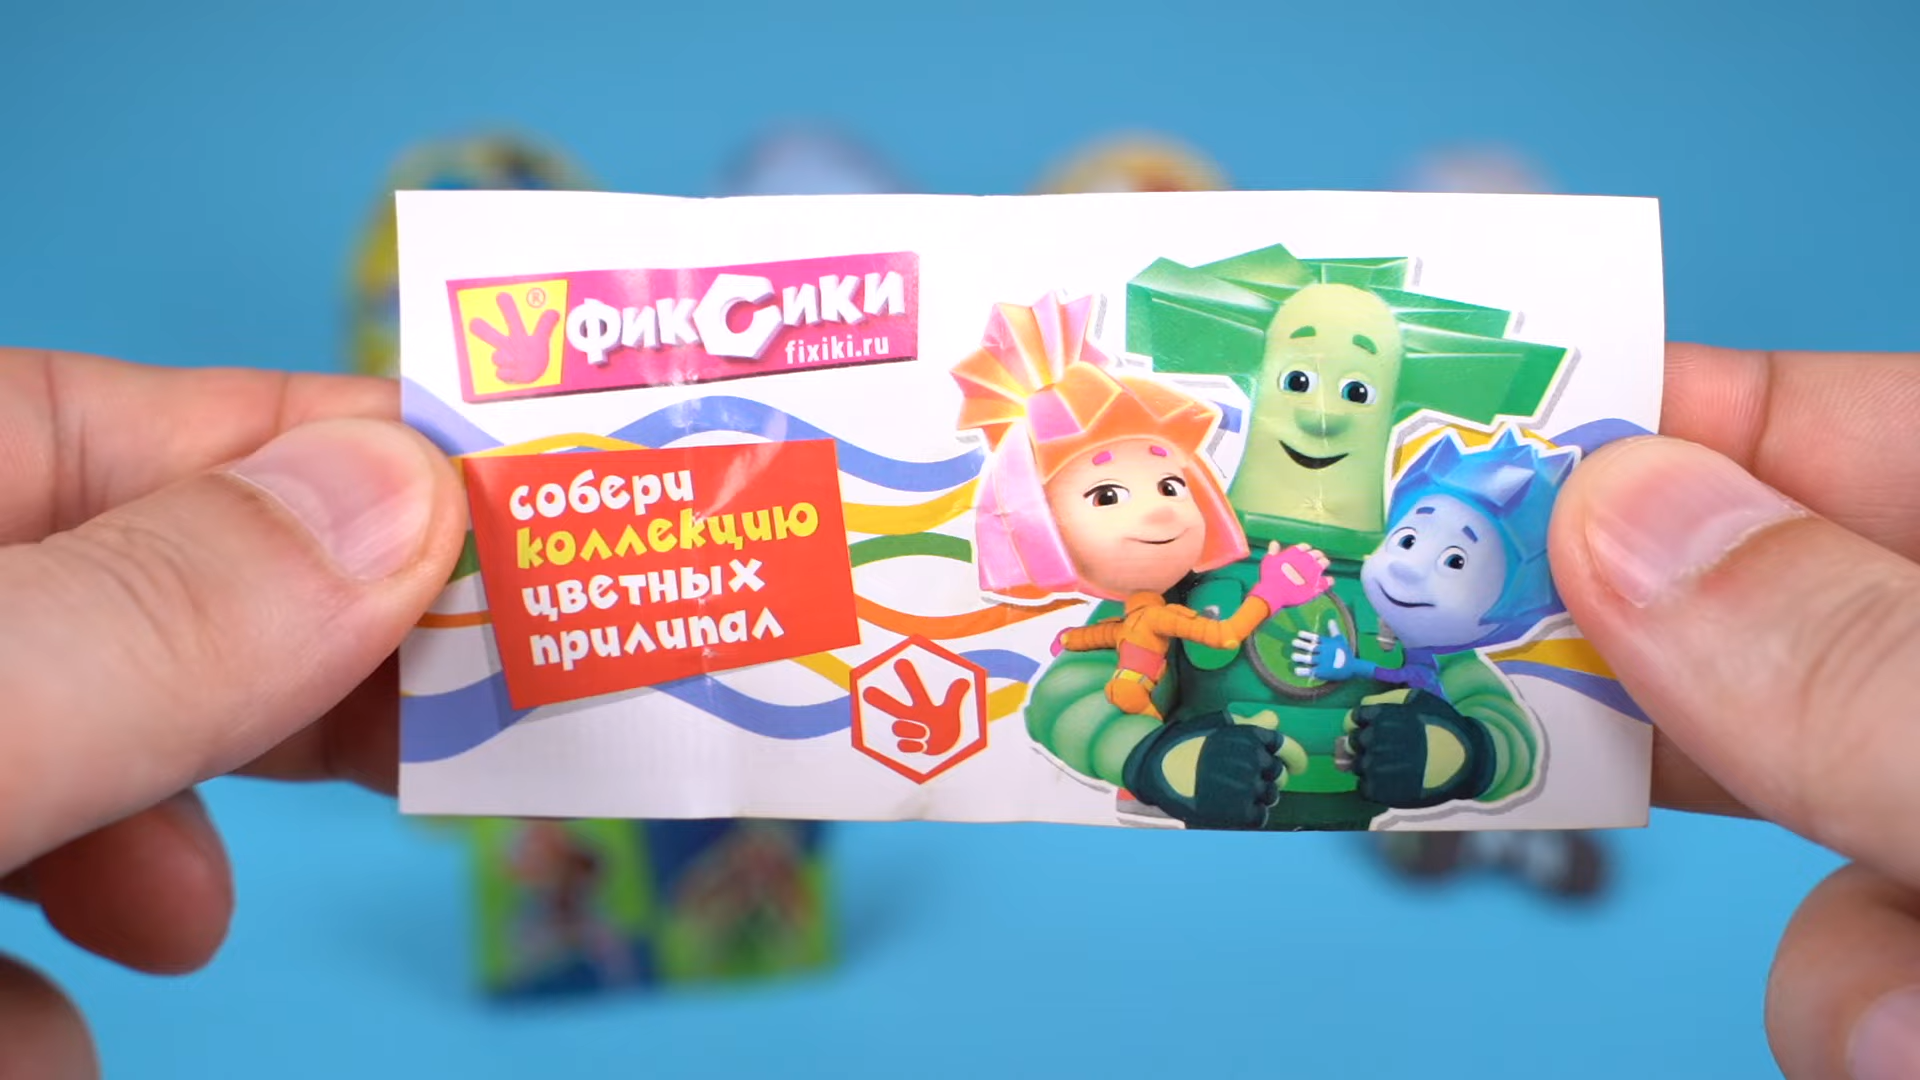 ® фиксики
fixiki.ru
собери
коллекцию
цветных
прилипал